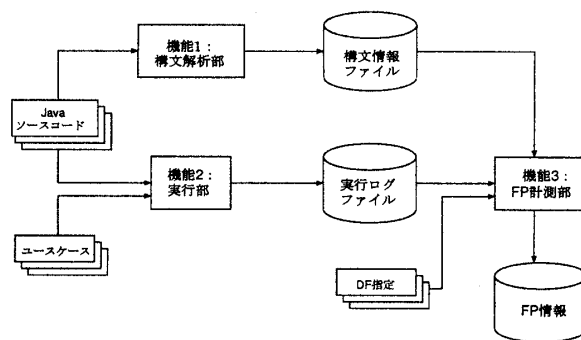 機能1：
構文解析部
構文情報
ファイル
Java
ソースコード
機能2：
実行部
実行ログ
ファイル
機能3：
FP計測部
ユースケース
DF指定
FP情報